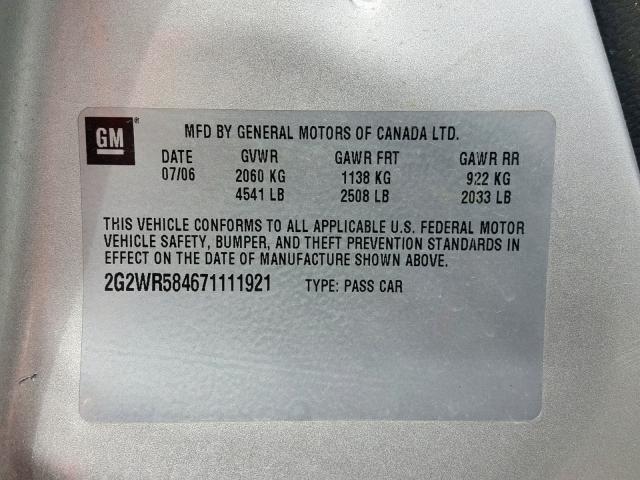 GM ®
MFD BY GENERAL MOTORS OF CANADA LTD.
DATE GVWR GAWR FRT GAWR RR
07/06 2060 KG 1138 KG 922 KG
4541 LB 2508 LB 2033 LB
THIS VEHICLE CONFORMS TO ALL APPLICABLE U.S. FEDERAL MOTOR
VEHICLE SAFETY, BUMPER, AND THEFT PREVENTION STANDARDS IN
EFFECT ON THE DATE OF MANUFACTURE SHOWN ABOVE.
2G2WR584671111921 TYPE: PASS CAR